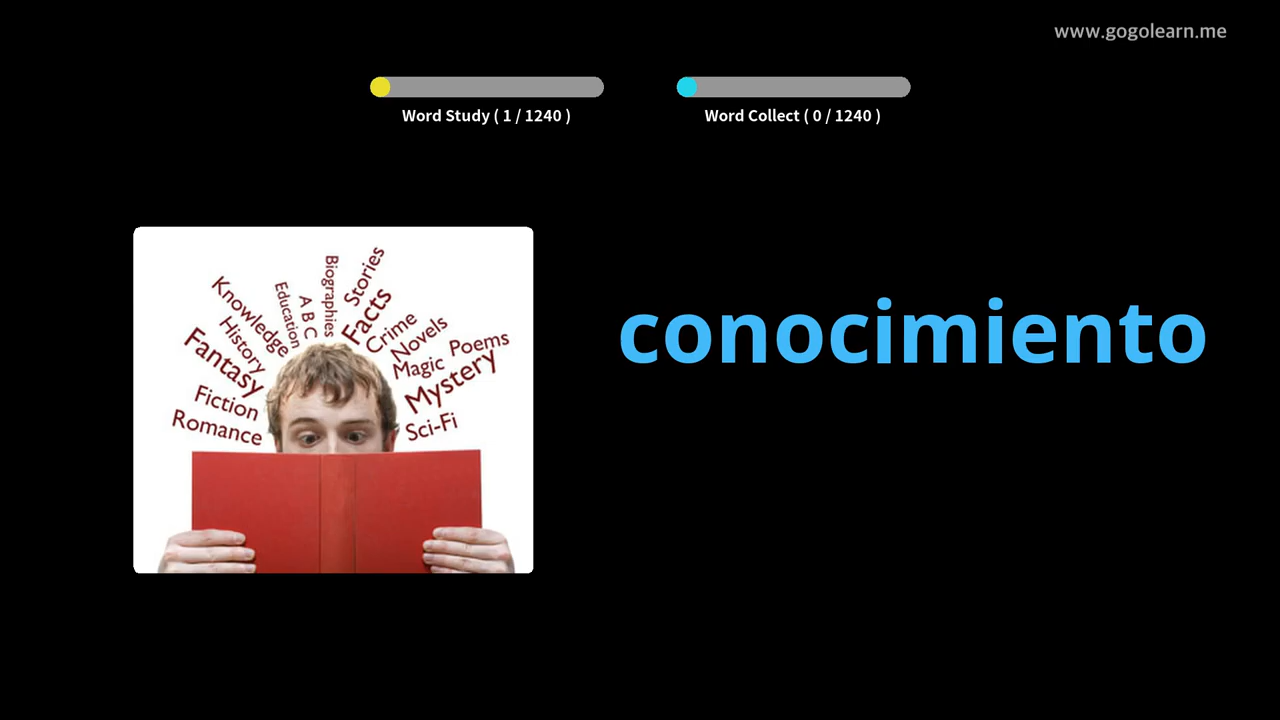 www.gogolearn.me
Word Study ( 1 / 1240 )
Word Collect ( 0 / 1240 )
conocimiento
Knowledge
Education
A B C
Biographies
Stories
History
Facts
Crime
Novels
Fantasy
Magic
Poems
Fiction
Mystery
Romance
Sci-Fi